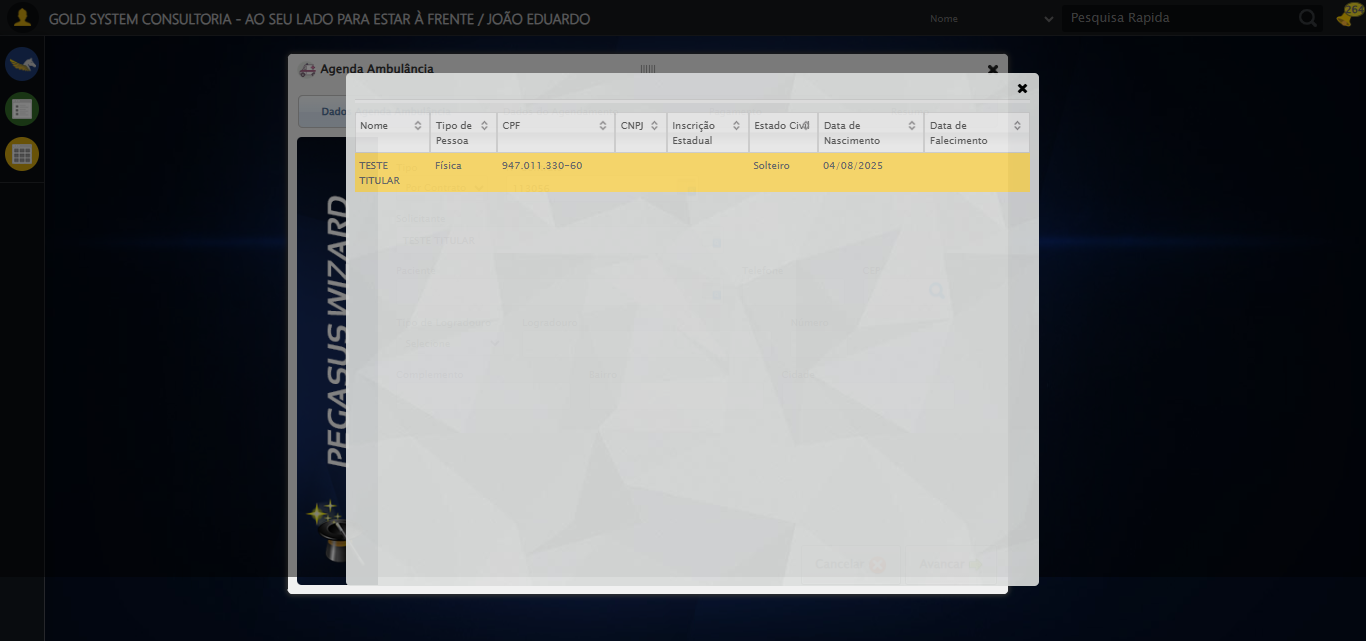 GOLD SYSTEM CONSULTORIA - AO SEU LADO PARA ESTAR À FRENTE / JOÃO EDUARDO
Nome
Pesquisa Rapida
264
Agenda Ambulância
Dado
Nome
Tipo de
Pessoa
CPF
CNPJ
Inscrição
Estadual
Estado Civil
Data de
Nascimento
Data de
Falecimento
TESTE
TITULAR
Física
947.011.330-60
Solteiro
04/08/2025
TESTE TITULAR
PEGASUS WIZARD
Cancelar
Avançar